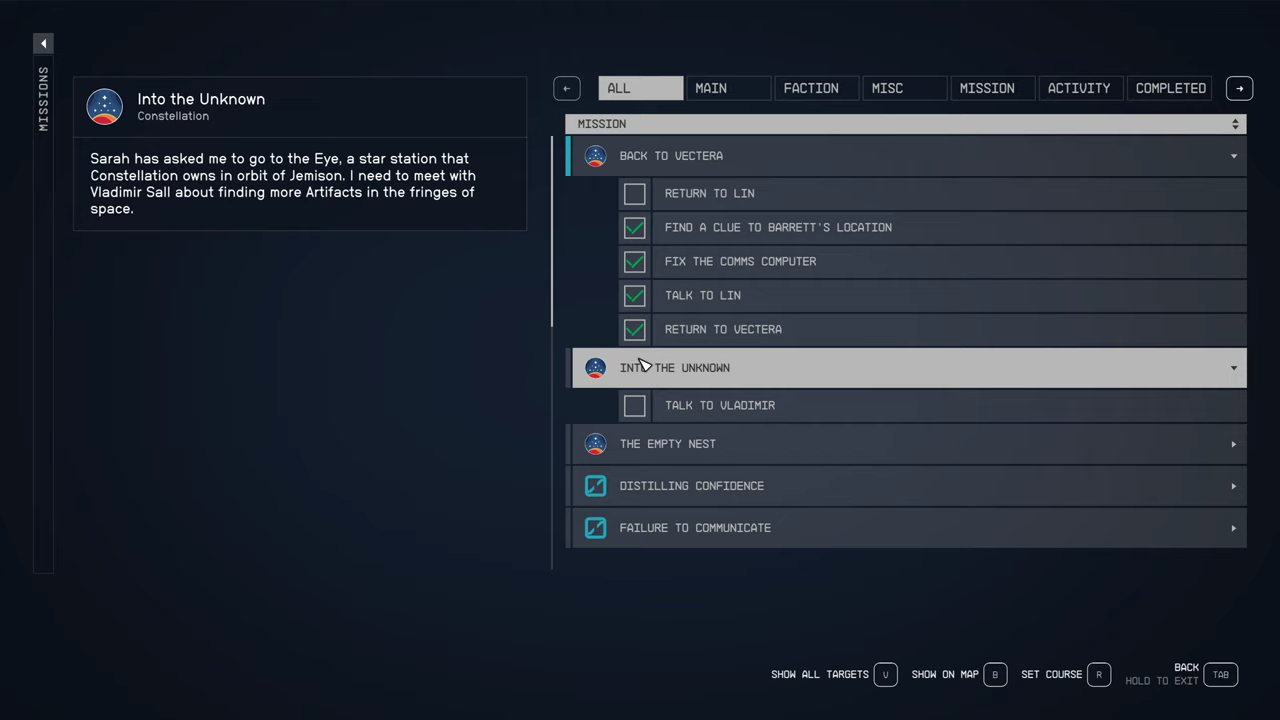 MISSIONS
Into the Unknown
Constellation
Sarah has asked me to go to the Eye, a star station that
Constellation owns in orbit of Jemison. I need to meet with
Vladimir Sall about finding more Artifacts in the fringes of
space.
ALL MAIN FACTION MISC MISSION ACTIVITY COMPLETED
MISSION
BACK TO VECTERA
RETURN TO LIN
FIND A CLUE TO BARRETT'S LOCATION
FIX THE COMMS COMPUTER
TALK TO LIN
RETURN TO VECTERA
INTO THE UNKNOWN
TALK TO VLADIMIR
THE EMPTY NEST
DISTILLING CONFIDENCE
FAILURE TO COMMUNICATE
SHOW ALL TARGETS V SHOW ON MAP B SET COURSE R BACK TAB
HOLD TO EXIT